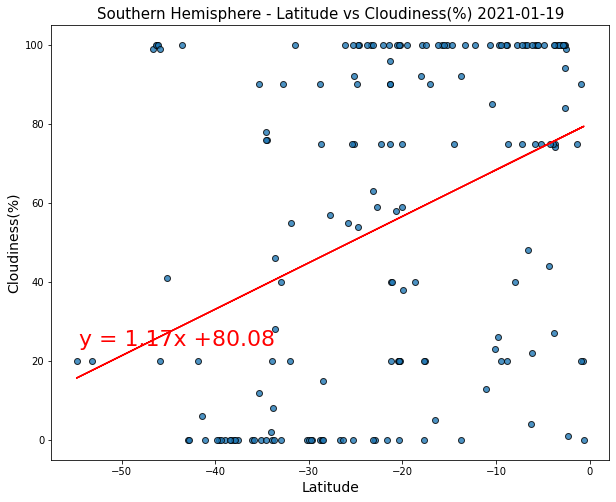 Southern Hemisphere - Latitude vs Cloudiness(%) 2021-01-19
100
80
60
40
20
0
Cloudiness(%)
y = 1.17x +80.08
−50 −40 −30 −20 −10 0
Latitude